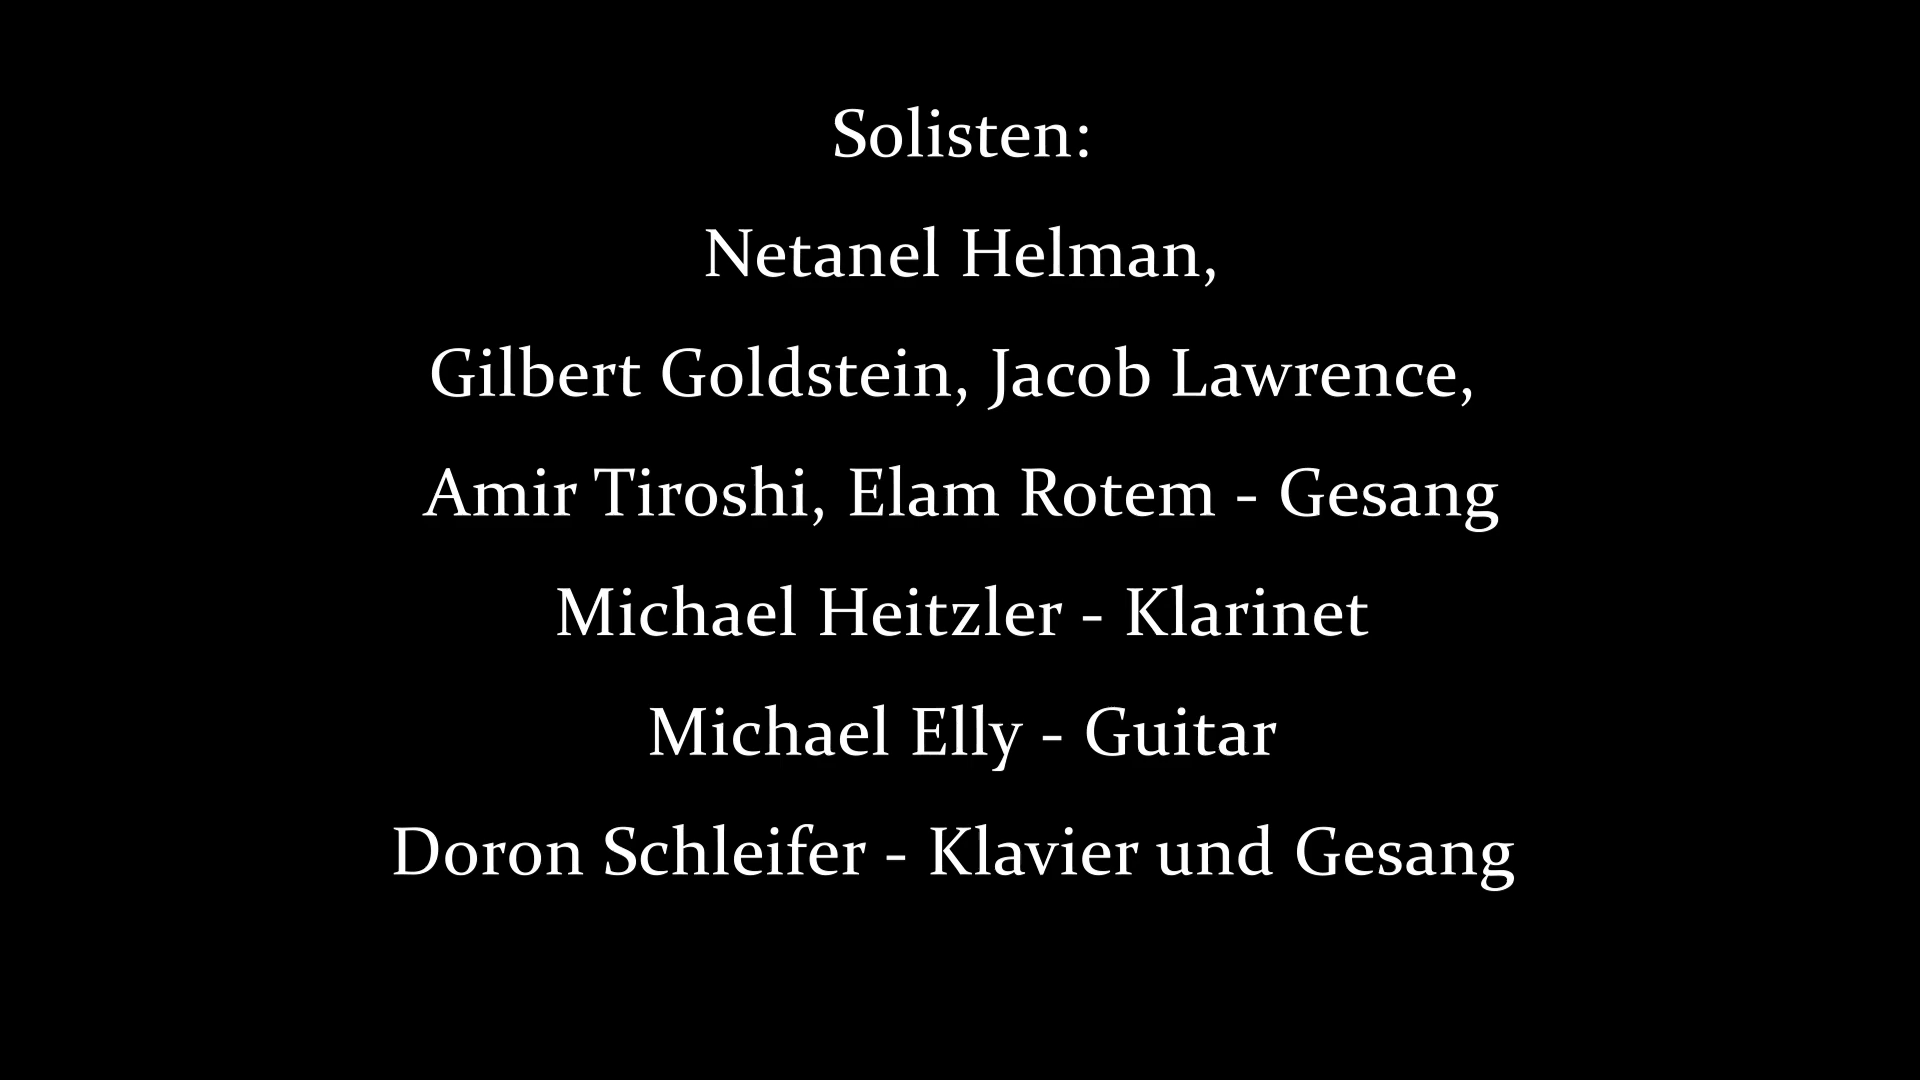 Solisten:
Netanel Helman,
Gilbert Goldstein, Jacob Lawrence,
Amir Tiroshi, Elam Rotem - Gesang
Michael Heitzler - Klarinet
Michael Elly - Guitar
Doron Schleifer - Klavier und Gesang